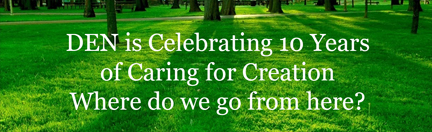 DEN is Celebrating 10 Years
of Caring for Creation
Where do we go from here?